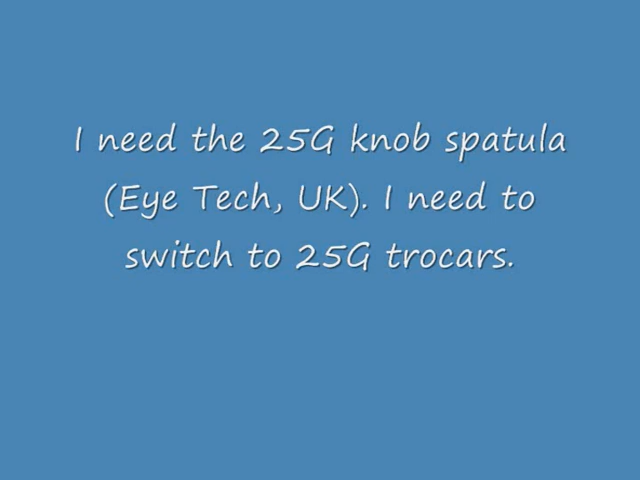 I need the 25G knob spatula
(Eye Tech, UK). I need to
switch to 25G trocars.